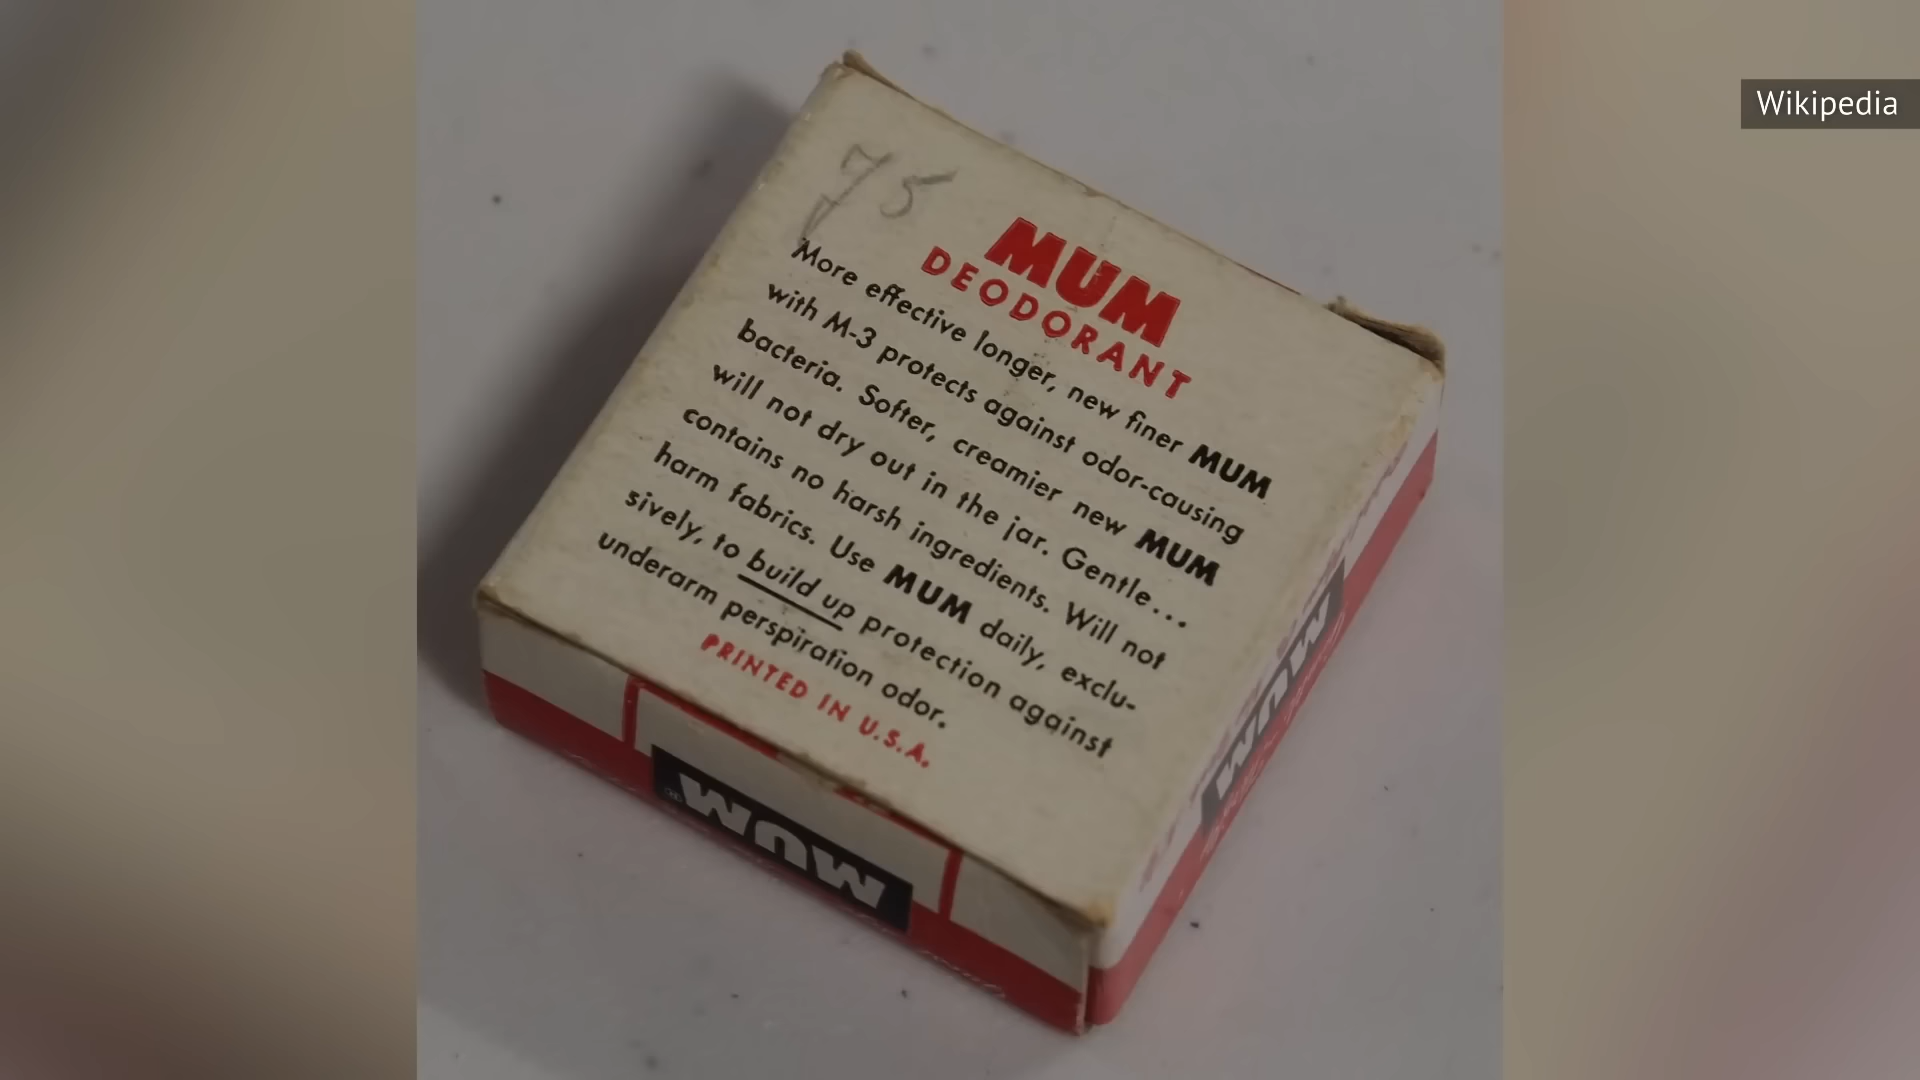 Wikipedia
75
MUM
DEODORANT
More effective longer, new finer MUM
with M-3 protects against odor-causing
bacteria. Softer, creamier new MUM
will not dry out in the jar. Gentle...
contains no harsh ingredients. Will not
harm fabrics. Use MUM daily, exclu-
sively, to build up protection against
underarm perspiration odor.
PRINTED IN U.S.A.
MUM
MUM